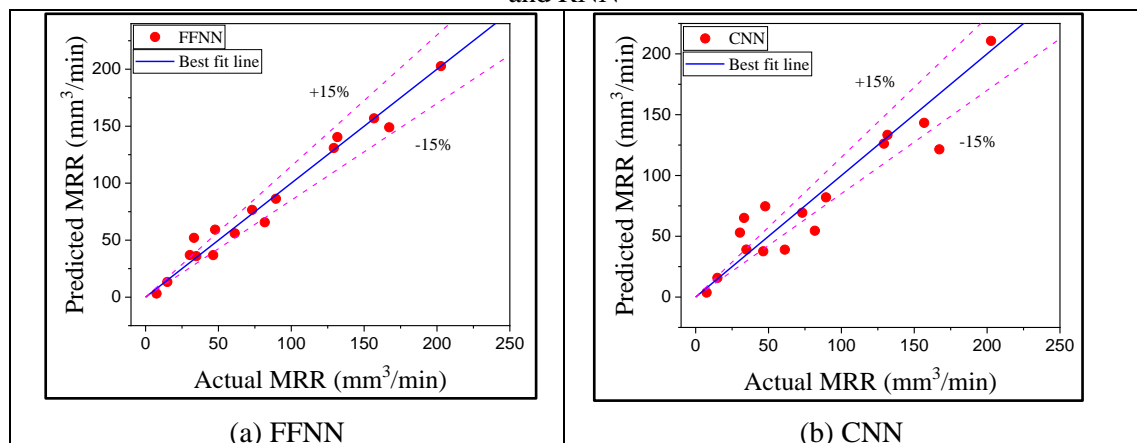 and RNN
FFNN
Best fit line
+15%
-15%
200
150
100
50
0
0 50 100 150 200 250
Predicted MRR (mm³/min)
Actual MRR (mm³/min)
(a) FFNN
CNN
Best fit line
+15%
-15%
200
150
100
50
0
0 50 100 150 200 250
Predicted MRR (mm³/min)
Actual MRR (mm³/min)
(b) CNN